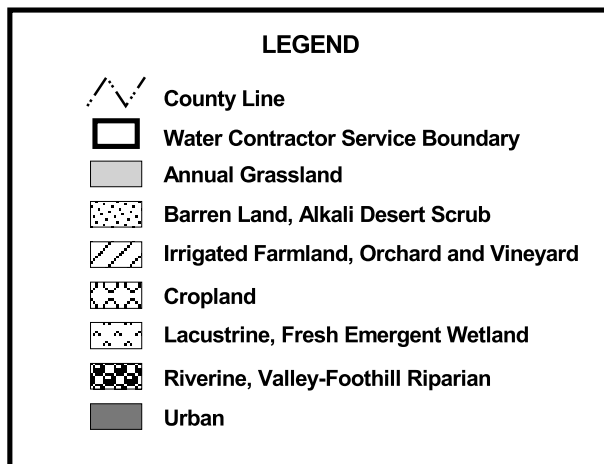 LEGEND
County Line
Water Contractor Service Boundary
Annual Grassland
Barren Land, Alkali Desert Scrub
Irrigated Farmland, Orchard and Vineyard
Cropland
Lacustrine, Fresh Emergent Wetland
Riverine, Valley-Foothill Riparian
Urban